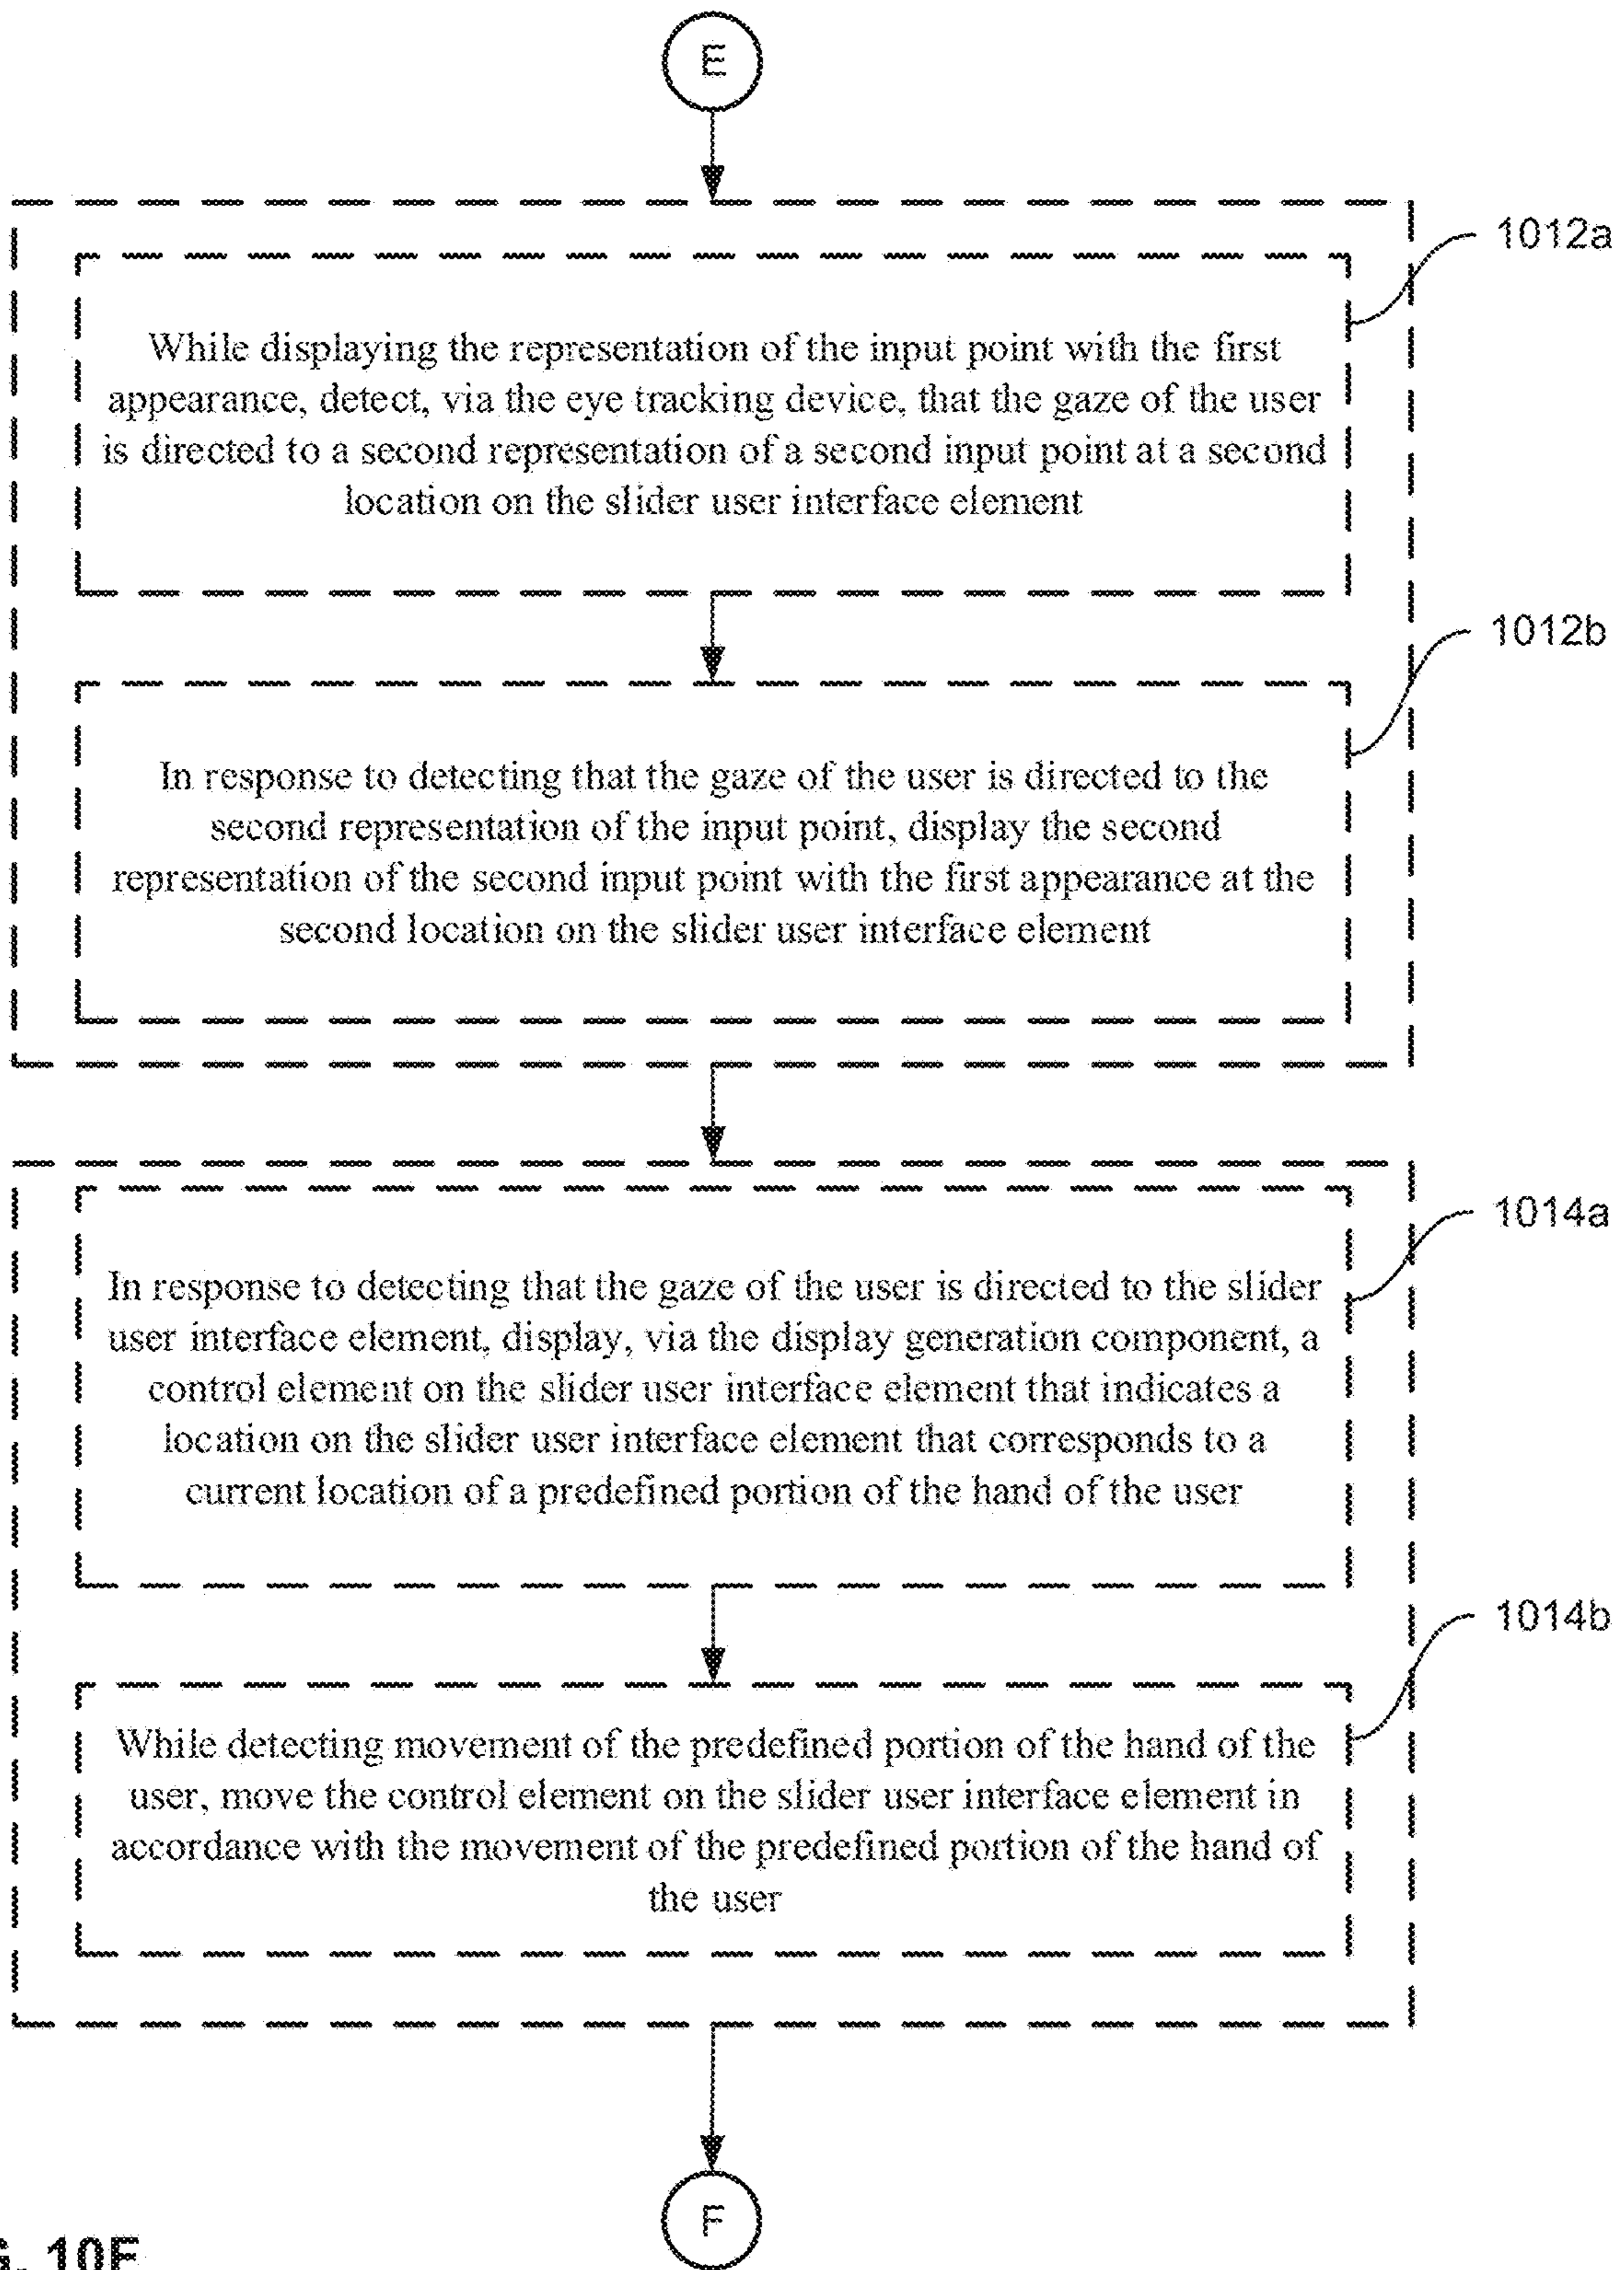 E
1012a
While displaying the representation of the input point with the first
appearance, detect, via the eye tracking device, that the gaze of the user
is directed to a second representation of a second input point at a second
location on the slider user interface element
1012b
In response to detecting that the gaze of the user is directed to the
second representation of the input point, display the second
representation of the second input point with the first appearance at the
second location on the slider user interface element
1014a
In response to detecting that the gaze of the user is directed to the slider
user interface element, display, via the display generation component, a
control element on the slider user interface element that indicates a
location on the slider user interface element that corresponds to a
current location of a predefined portion of the hand of the user
1014b
While detecting movement of the predefined portion of the hand of the
user, move the control element on the slider user interface element in
accordance with the movement of the predefined portion of the hand of
the user
F